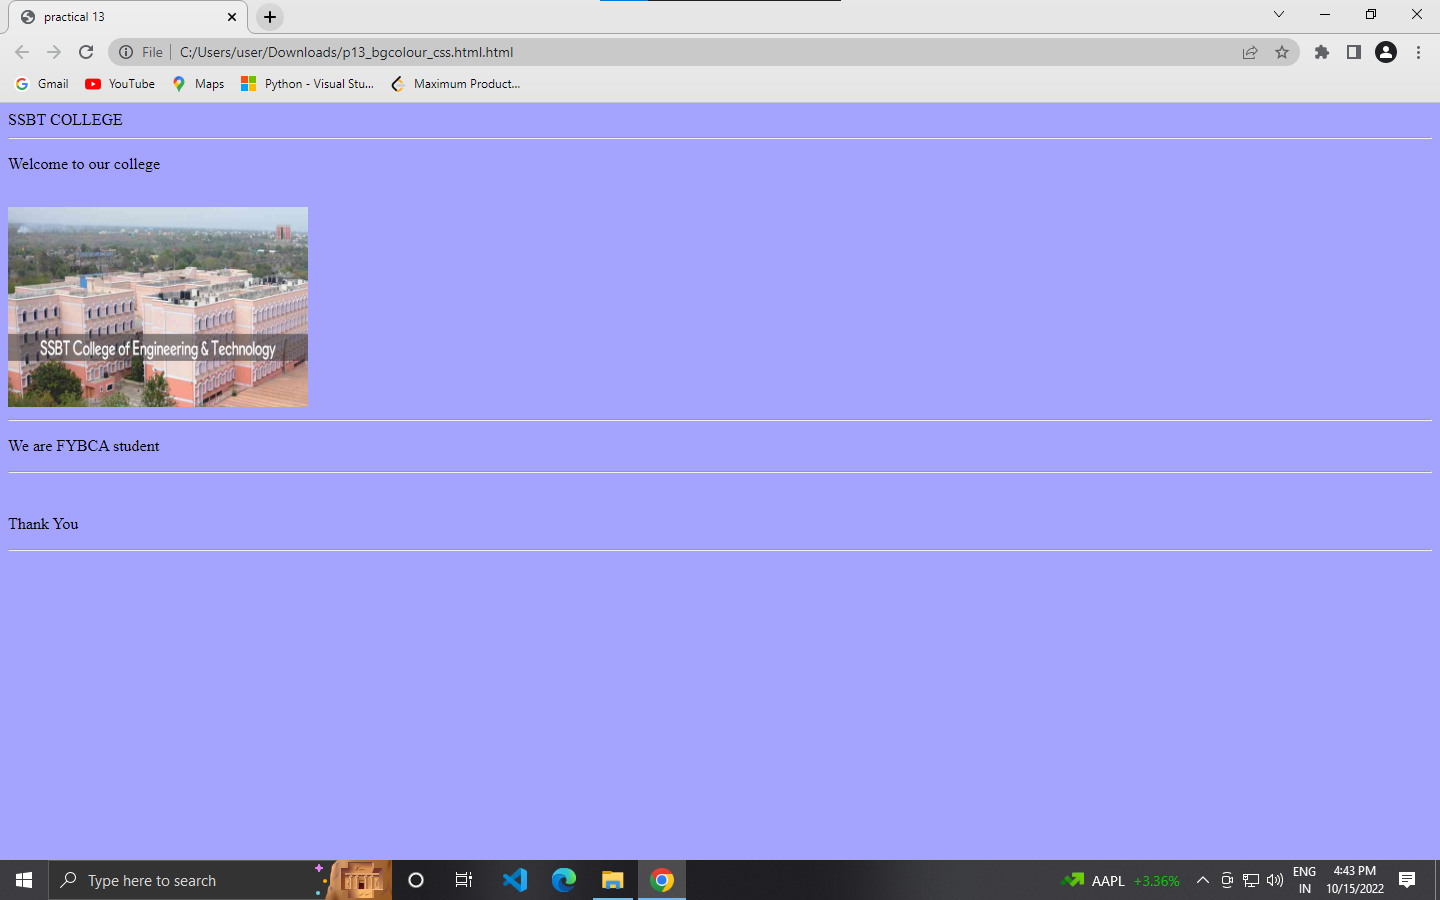 practical 13
File
C:/Users/user/Downloads/p13_bgcolour_css.html.html
Gmail
YouTube
Maps
Python - Visual Stu...
Maximum Product...
SSBT COLLEGE
Welcome to our college
SSBT College of Engineering & Technology
We are FYBCA student
Thank You
Type here to search
AAPL +3.36%
ENG
IN
4:43 PM
10/15/2022